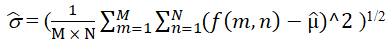 σ̂ = (1/(M × N) ∑_{m=1}^{M} ∑_{n=1}^{N} (f(m, n) − μ̂)^2 )^{1/2}